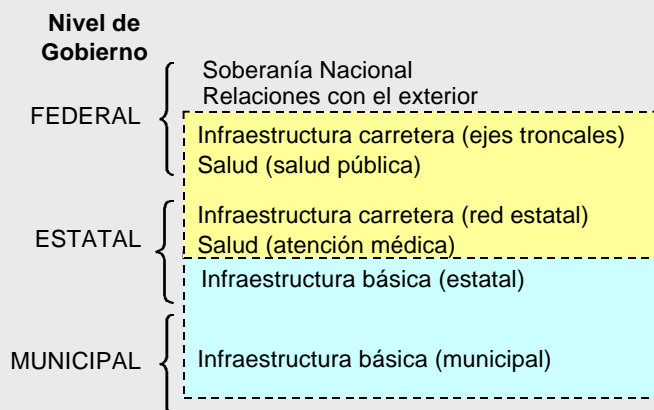 Nivel de
Gobierno
FEDERAL
Soberanía Nacional
Relaciones con el exterior
Infraestructura carretera (ejes troncales)
Salud (salud pública)
ESTATAL
Infraestructura carretera (red estatal)
Salud (atención médica)
Infraestructura básica (estatal)
MUNICIPAL
Infraestructura básica (municipal)